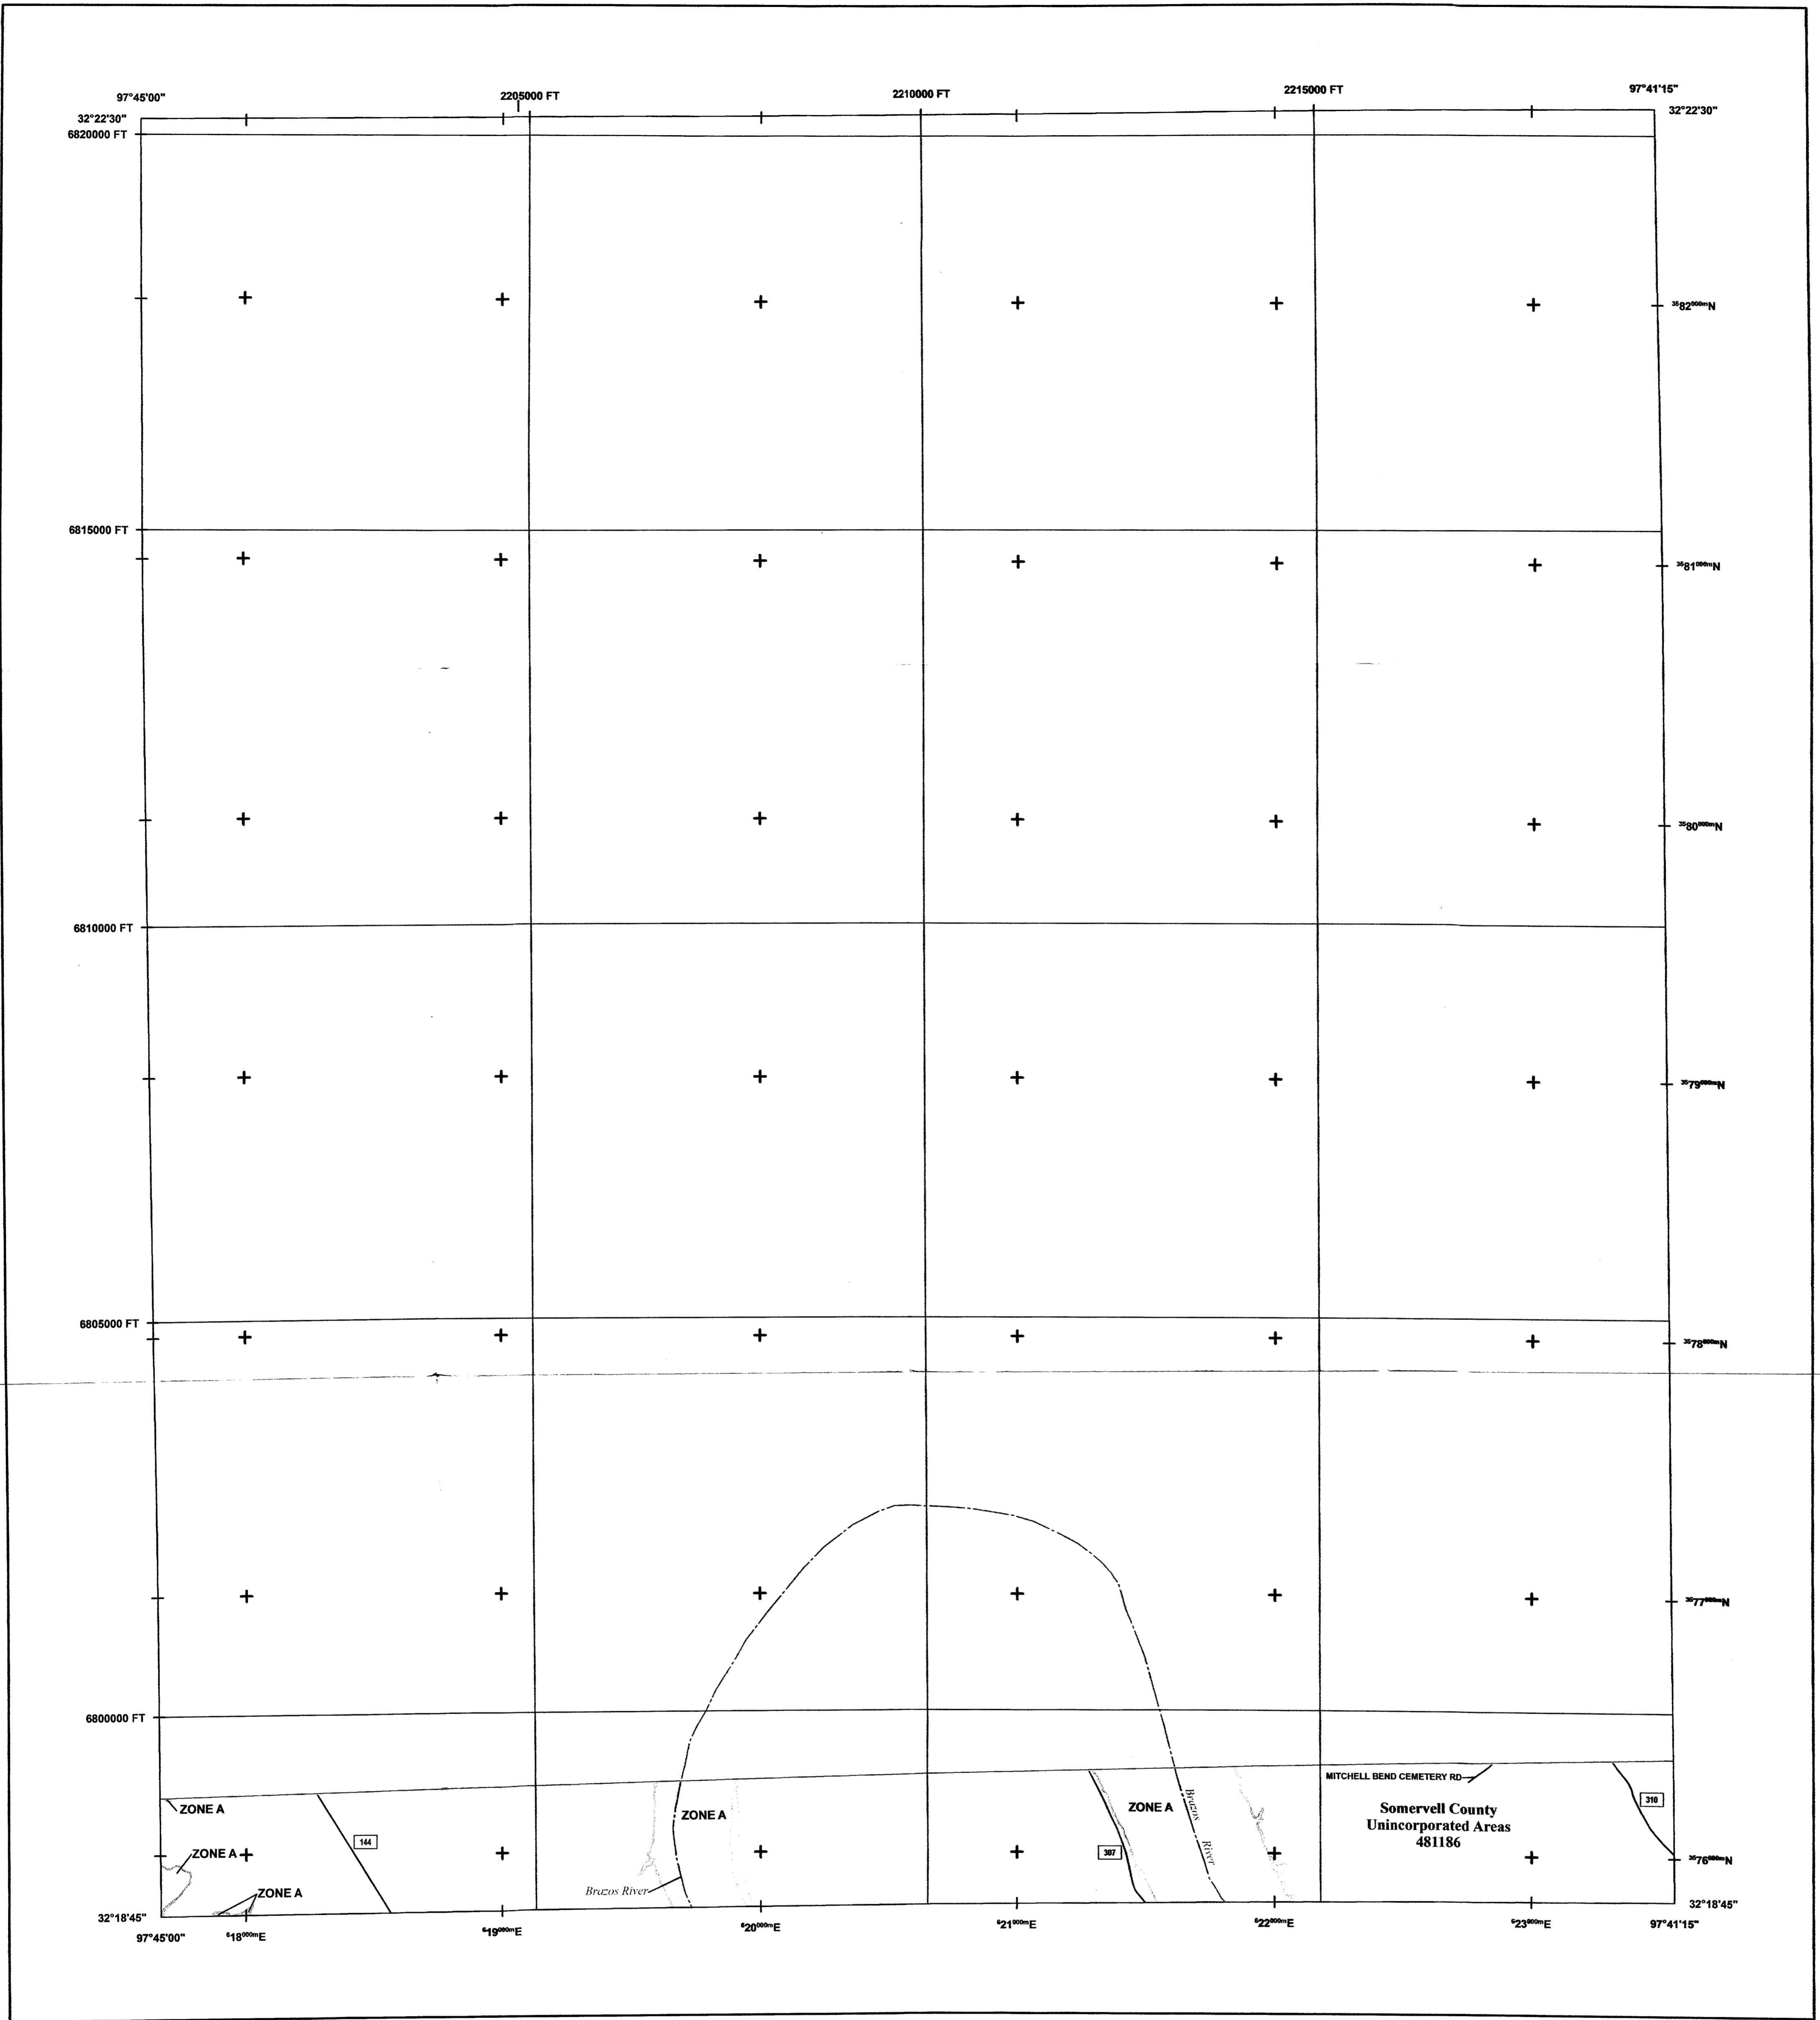 97°45'00" 2205000 FT 2210000 FT 2215000 FT 97°41'15"
32°22'30" 32°22'30"
6820000 FT
3582000mN
6815000 FT
3581000mN
3580000mN
6810000 FT
3579000mN
6805000 FT
3578000mN
3577000mN
6800000 FT
MITCHELL BEND CEMETERY RD
310
ZONE A
ZONE A
ZONE A
Somervell County
Unincorporated Areas
481186
144
307
Brazos River
ZONE A
3576000mN
Brazos River
ZONE A
32°18'45" 32°18'45"
97°45'00" 618000mE 619000mE 620000mE 621000mE 622000mE 623000mE 97°41'15"